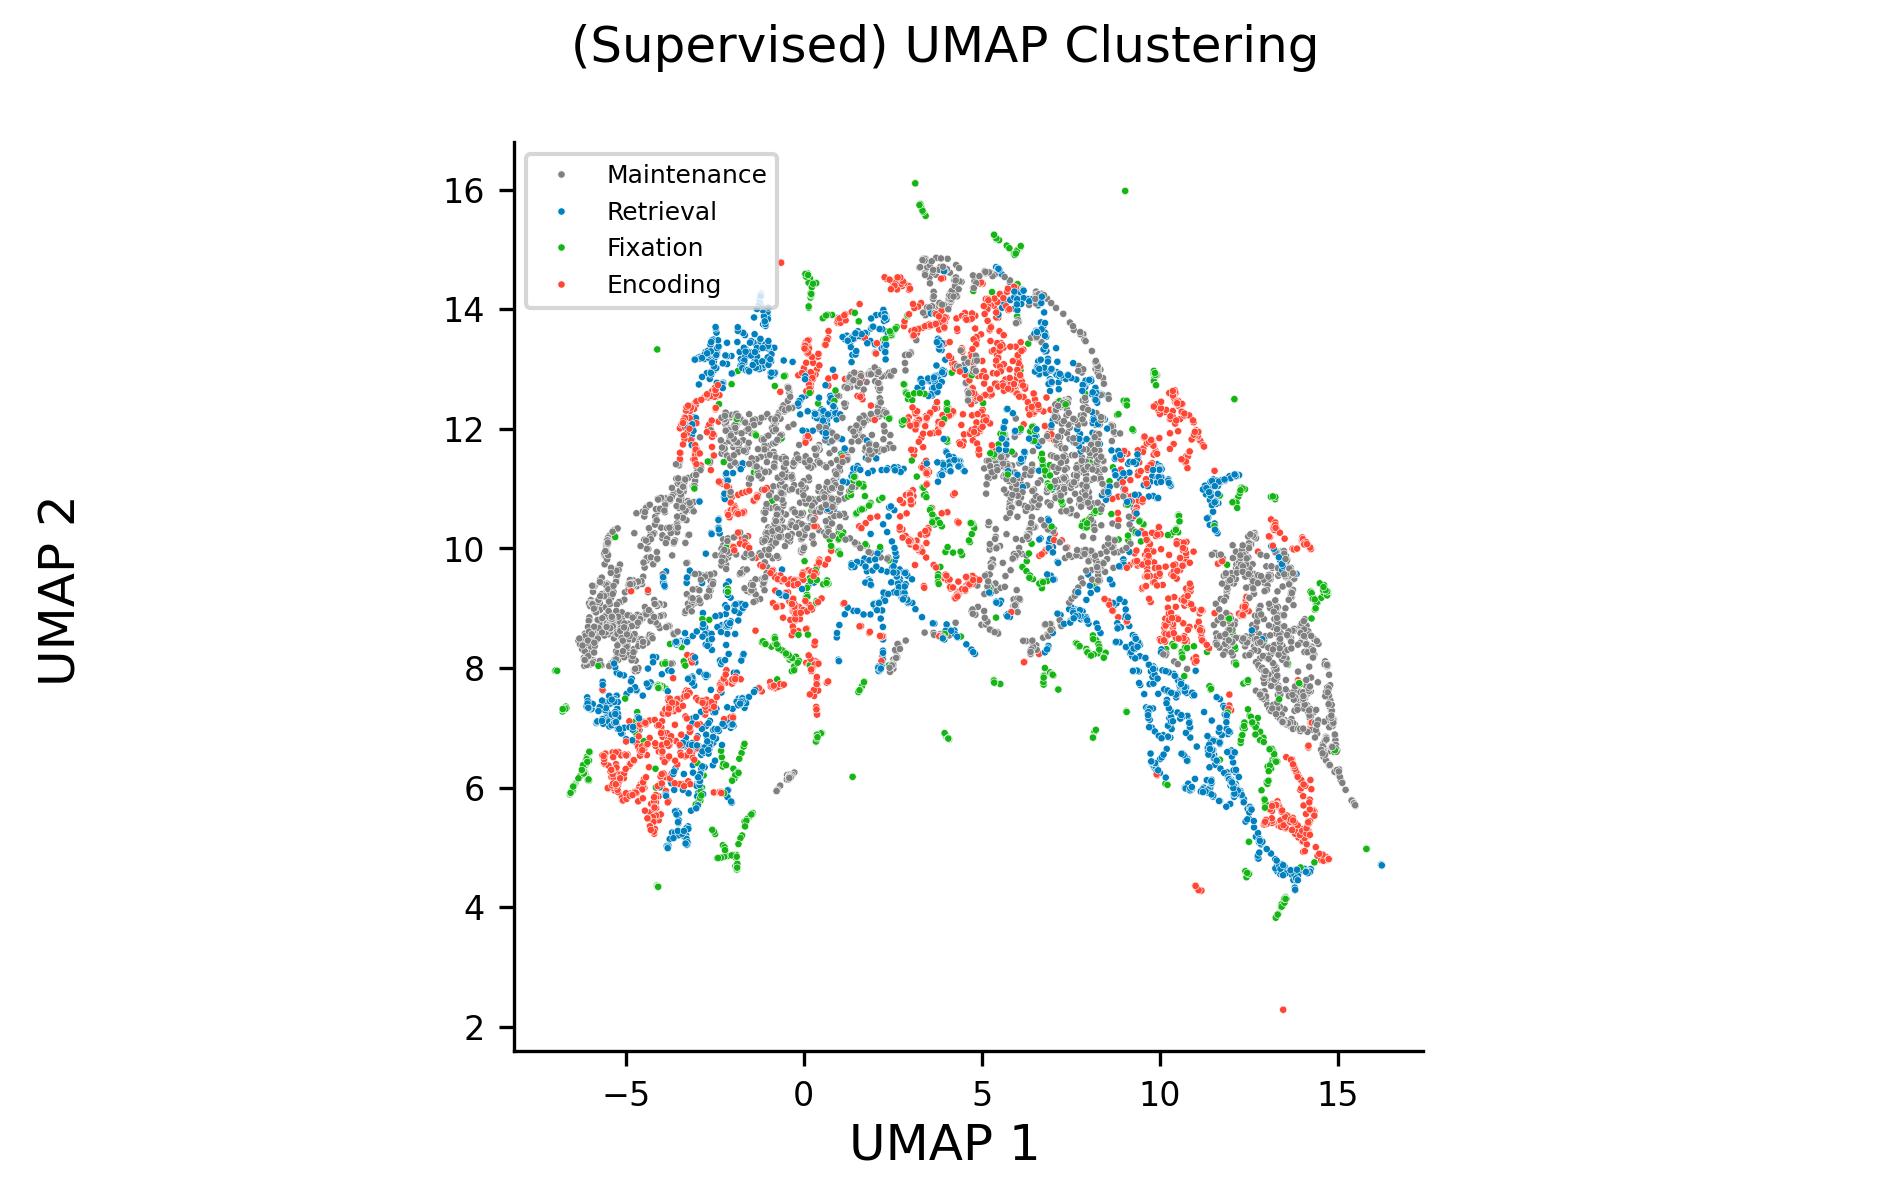 (Supervised) UMAP Clustering
Maintenance
Retrieval
Fixation
Encoding
UMAP 2
16
14
12
10
8
6
4
2
−5
0
5
10
15
UMAP 1